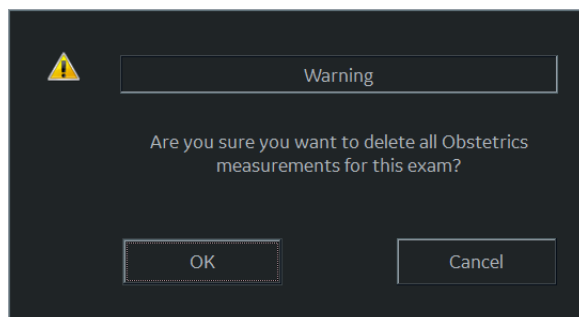 Warning
Are you sure you want to delete all Obstetrics
measurements for this exam?
OK
Cancel